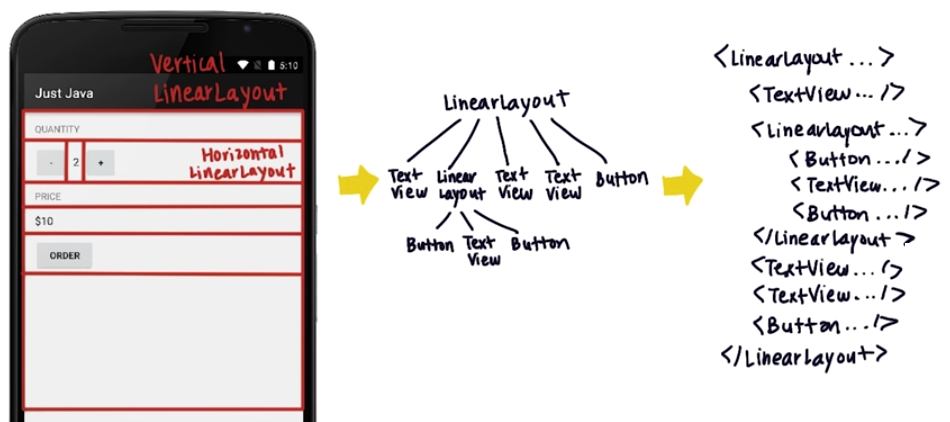 Vertical
LinearLayout
5:10
Just Java
QUANTITY
- 2 +
Horizontal
LinearLayout
PRICE
$10
ORDER
LinearLayout
Text View
Linear Layout
Text View
Text View
Button
Button
Text View
Button
<LinearLayout ...>
<TextView... />
<LinearLayout...>
<Button .../>
<TextView... />
<Button ... />
</LinearLayout>
<TextView... />
<TextView... />
<Button ... />
</LinearLayout>